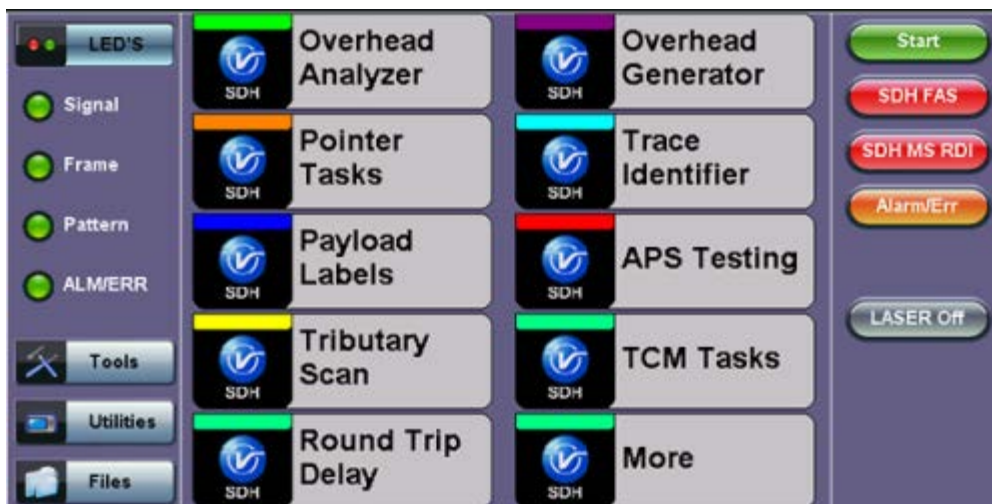 LED'S
Signal
Frame
Pattern
ALM/ERR
Tools
Utilities
Files
SDH
Overhead
Analyzer
SDH
Overhead
Generator
SDH
Pointer
Tasks
SDH
Trace
Identifier
SDH
Payload
Labels
SDH
APS Testing
SDH
Tributary
Scan
SDH
TCM Tasks
SDH
Round Trip
Delay
SDH
More
Start
SDH FAS
SDH MS RDI
Alarm/Err
LASER Off